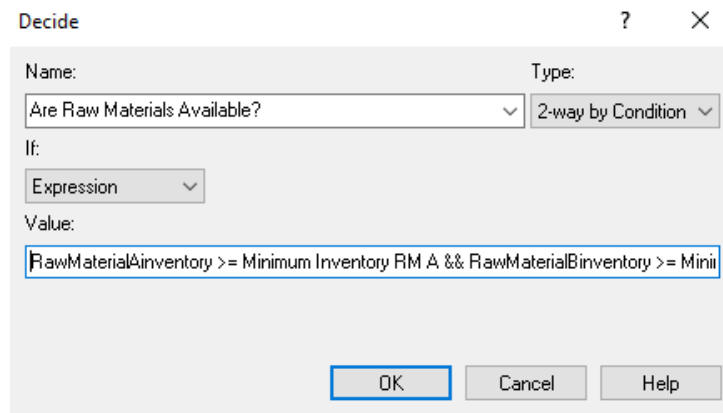 Decide ? ×
Name: Type:
Are Raw Materials Available? 2-way by Condition
If:
Expression
Value:
RawMaterialAinventory >= Minimum Inventory RM A && RawMaterialBinventory >= Mini
OK Cancel Help